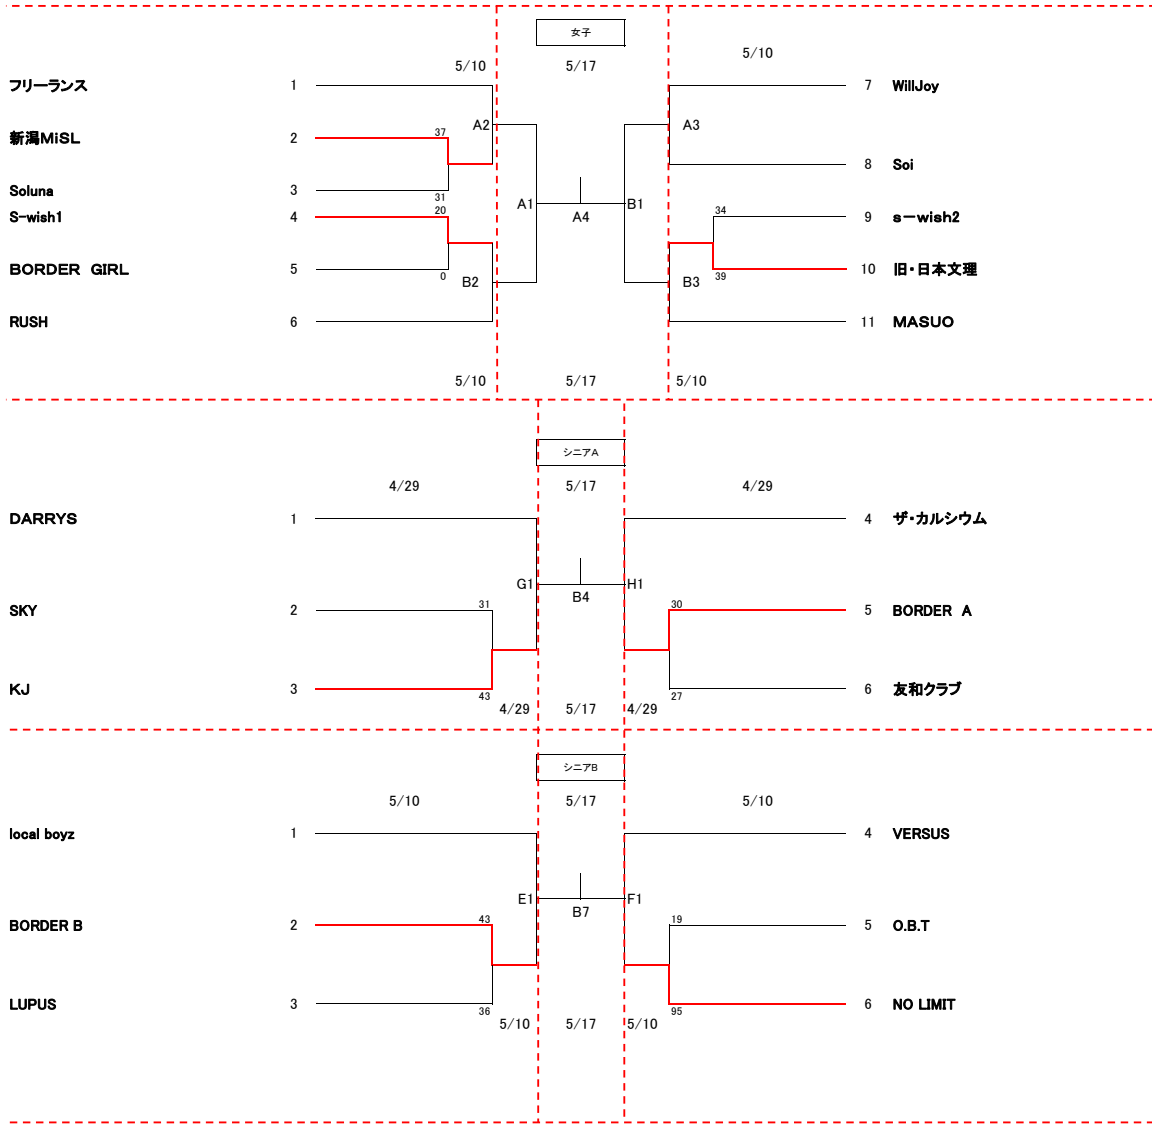 女子
5/10 5/17 5/10
フリーランス 1 7 WillJoy
A2 A3
新潟MiSL 2 37
8 Soi
Soluna 3 31
S-wish1 4 20 A1 A4 B1 34 9 s－wish2
BORDER GIRL 5 0 B2 B3 39 10 旧・日本文理
RUSH 6 11 MASUO
5/10 5/17 5/10
シニアA
4/29 5/17 4/29
DARRYS 1 4 ザ・カルシウム
G1 B4 H1
SKY 2 31 30 5 BORDER A
KJ 3 43 27 6 友和クラブ
4/29 5/17 4/29
シニアB
5/10 5/17 5/10
local boyz 1 4 VERSUS
E1 B7 F1
BORDER B 2 43 19 5 O.B.T
LUPUS 3 36 95 6 NO LIMIT
5/10 5/17 5/10